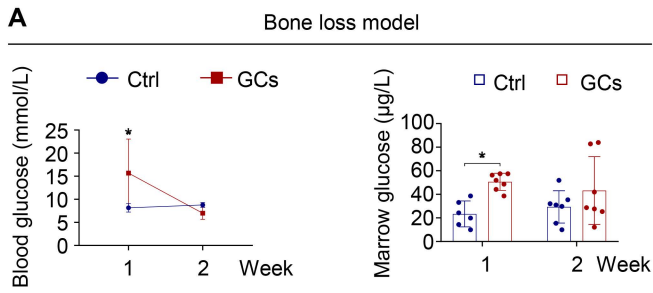 A
Bone loss model
Ctrl GCs
Blood glucose (mmol/L)
25
20
15
10
5
0
*
1 2 Week
Ctrl GCs
Marrow glucose (µg/L)
100
80
60
40
20
0
*
1 2 Week